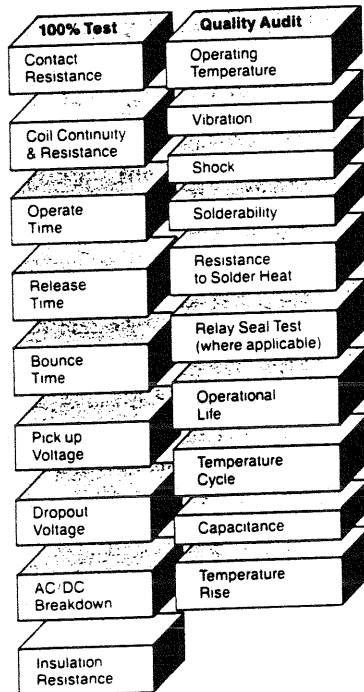 100% Test
Contact
Resistance
Coil Continuity
& Resistance
Operate
Time
Release
Time
Bounce
Time
Pick up
Voltage
Dropout
Voltage
AC/DC
Breakdown
Insulation
Resistance
Quality Audit
Operating
Temperature
Vibration
Shock
Solderability
Resistance
to Solder Heat
Relay Seal Test
(where applicable)
Operational
Life
Temperature
Cycle
Capacitance
Temperature
Rise